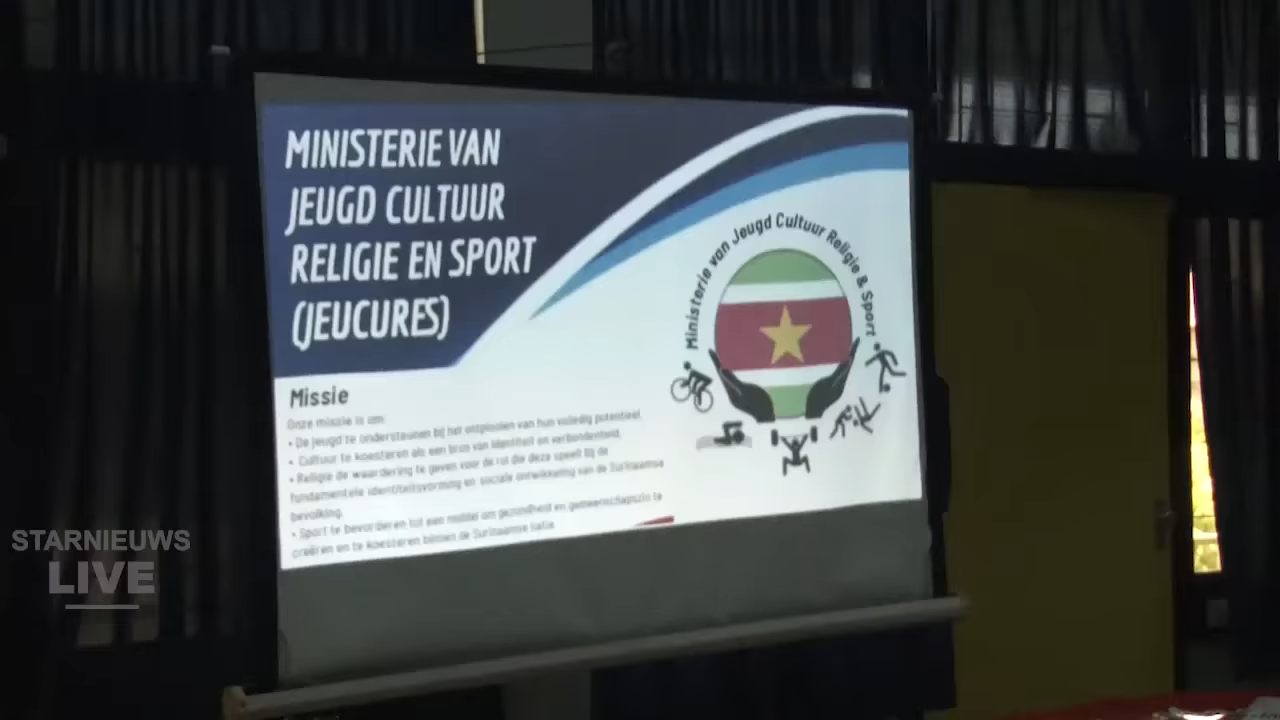 MINISTERIE VAN
JEUGD CULTUUR
RELIGIE EN SPORT
(JEUCURES)
Ministerie van Jeugd Cultuur Religie & Sport
Missie
Onze missie is om:
• De jeugd te ondersteunen bij het ontplooien van hun volledig potentieel.
• Cultuur te koesteren als een bron van identiteit en verbondenheid.
• Religie de waardering te geven voor de rol die deze speelt bij de
fundamentele identiteitsvorming en sociale ontwikkeling van de Surinaamse
bevolking.
• Sport te bevorderen tot een middel om gezondheid en gemeenschapszin te
creëren en te koesteren binnen de Surinaamse natie.
STARNIEUWS
LIVE